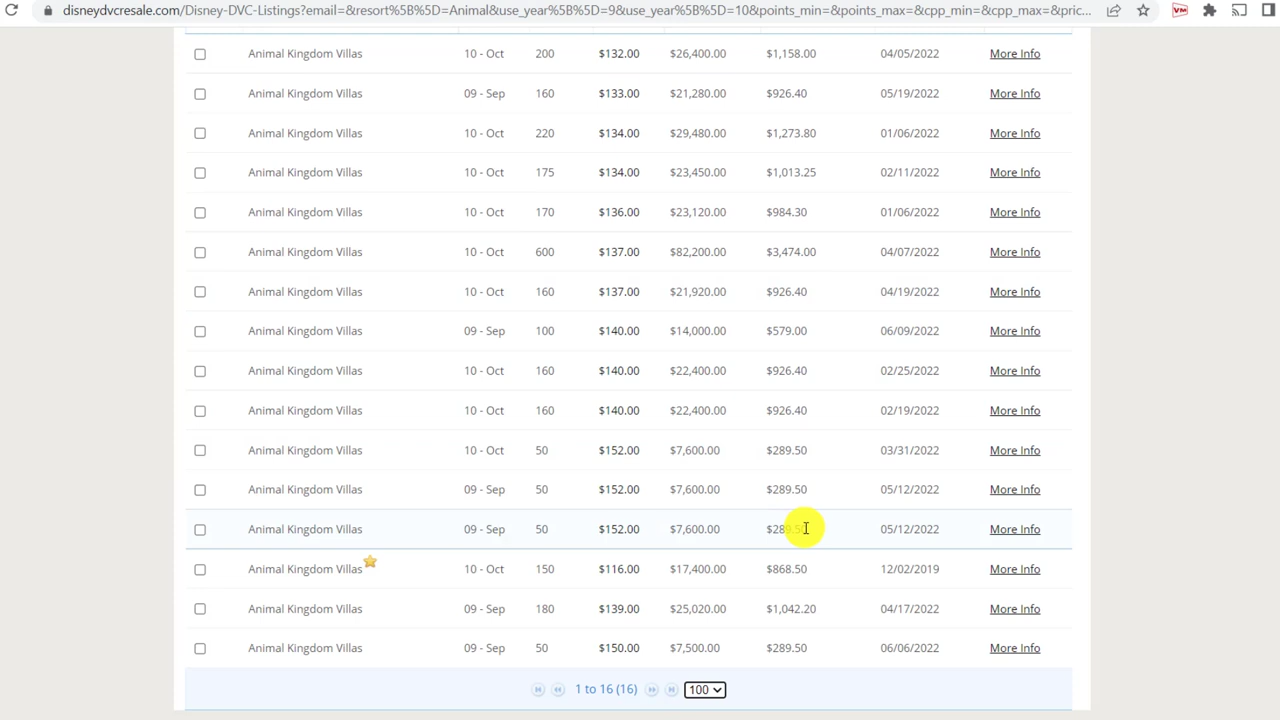 disneydvcresale.com/Disney-DVC-Listings?email=&resort%5B%5D=Animal&use_year%5B%5D=9&use_year%5B%5D=10&points_min=&points_max=&cpp_min=&cpp_max=&pric...
VM
Animal Kingdom Villas 10 - Oct 200 $132.00 $26,400.00 $1,158.00 04/05/2022 More Info
Animal Kingdom Villas 09 - Sep 160 $133.00 $21,280.00 $926.40 05/19/2022 More Info
Animal Kingdom Villas 10 - Oct 220 $134.00 $29,480.00 $1,273.80 01/06/2022 More Info
Animal Kingdom Villas 10 - Oct 175 $134.00 $23,450.00 $1,013.25 02/11/2022 More Info
Animal Kingdom Villas 10 - Oct 170 $136.00 $23,120.00 $984.30 01/06/2022 More Info
Animal Kingdom Villas 10 - Oct 600 $137.00 $82,200.00 $3,474.00 04/07/2022 More Info
Animal Kingdom Villas 10 - Oct 160 $137.00 $21,920.00 $926.40 04/19/2022 More Info
Animal Kingdom Villas 09 - Sep 100 $140.00 $14,000.00 $579.00 06/09/2022 More Info
Animal Kingdom Villas 10 - Oct 160 $140.00 $22,400.00 $926.40 02/25/2022 More Info
Animal Kingdom Villas 10 - Oct 160 $140.00 $22,400.00 $926.40 02/19/2022 More Info
Animal Kingdom Villas 10 - Oct 50 $152.00 $7,600.00 $289.50 03/31/2022 More Info
Animal Kingdom Villas 09 - Sep 50 $152.00 $7,600.00 $289.50 05/12/2022 More Info
Animal Kingdom Villas 09 - Sep 50 $152.00 $7,600.00 $289.50 05/12/2022 More Info
Animal Kingdom Villas 10 - Oct 150 $116.00 $17,400.00 $868.50 12/02/2019 More Info
Animal Kingdom Villas 09 - Sep 180 $139.00 $25,020.00 $1,042.20 04/17/2022 More Info
Animal Kingdom Villas 09 - Sep 50 $150.00 $7,500.00 $289.50 06/06/2022 More Info
1 to 16 (16) 100